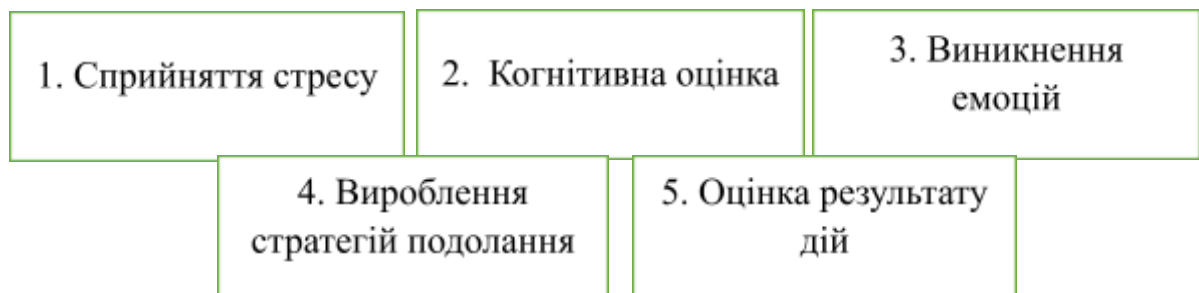 1. Сприйняття стресу
2. Когнітивна оцінка
3. Виникнення
емоцій
4. Вироблення
стратегій подолання
5. Оцінка результату
дій